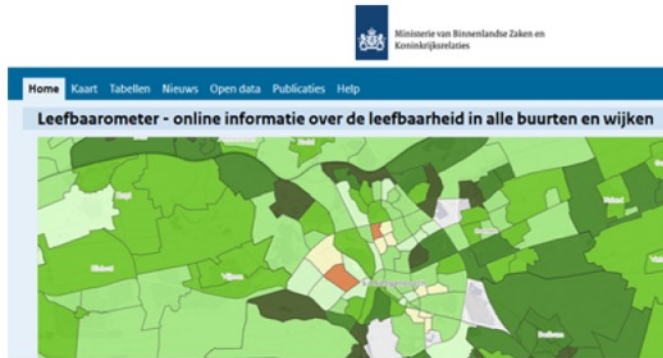 Ministerie van Binnenlandse Zaken en
Koninkrijksrelaties
Home Kaart Tabellen Nieuws Open data Publicaties Help
Leefbaarometer - online informatie over de leefbaarheid in alle buurten en wijken